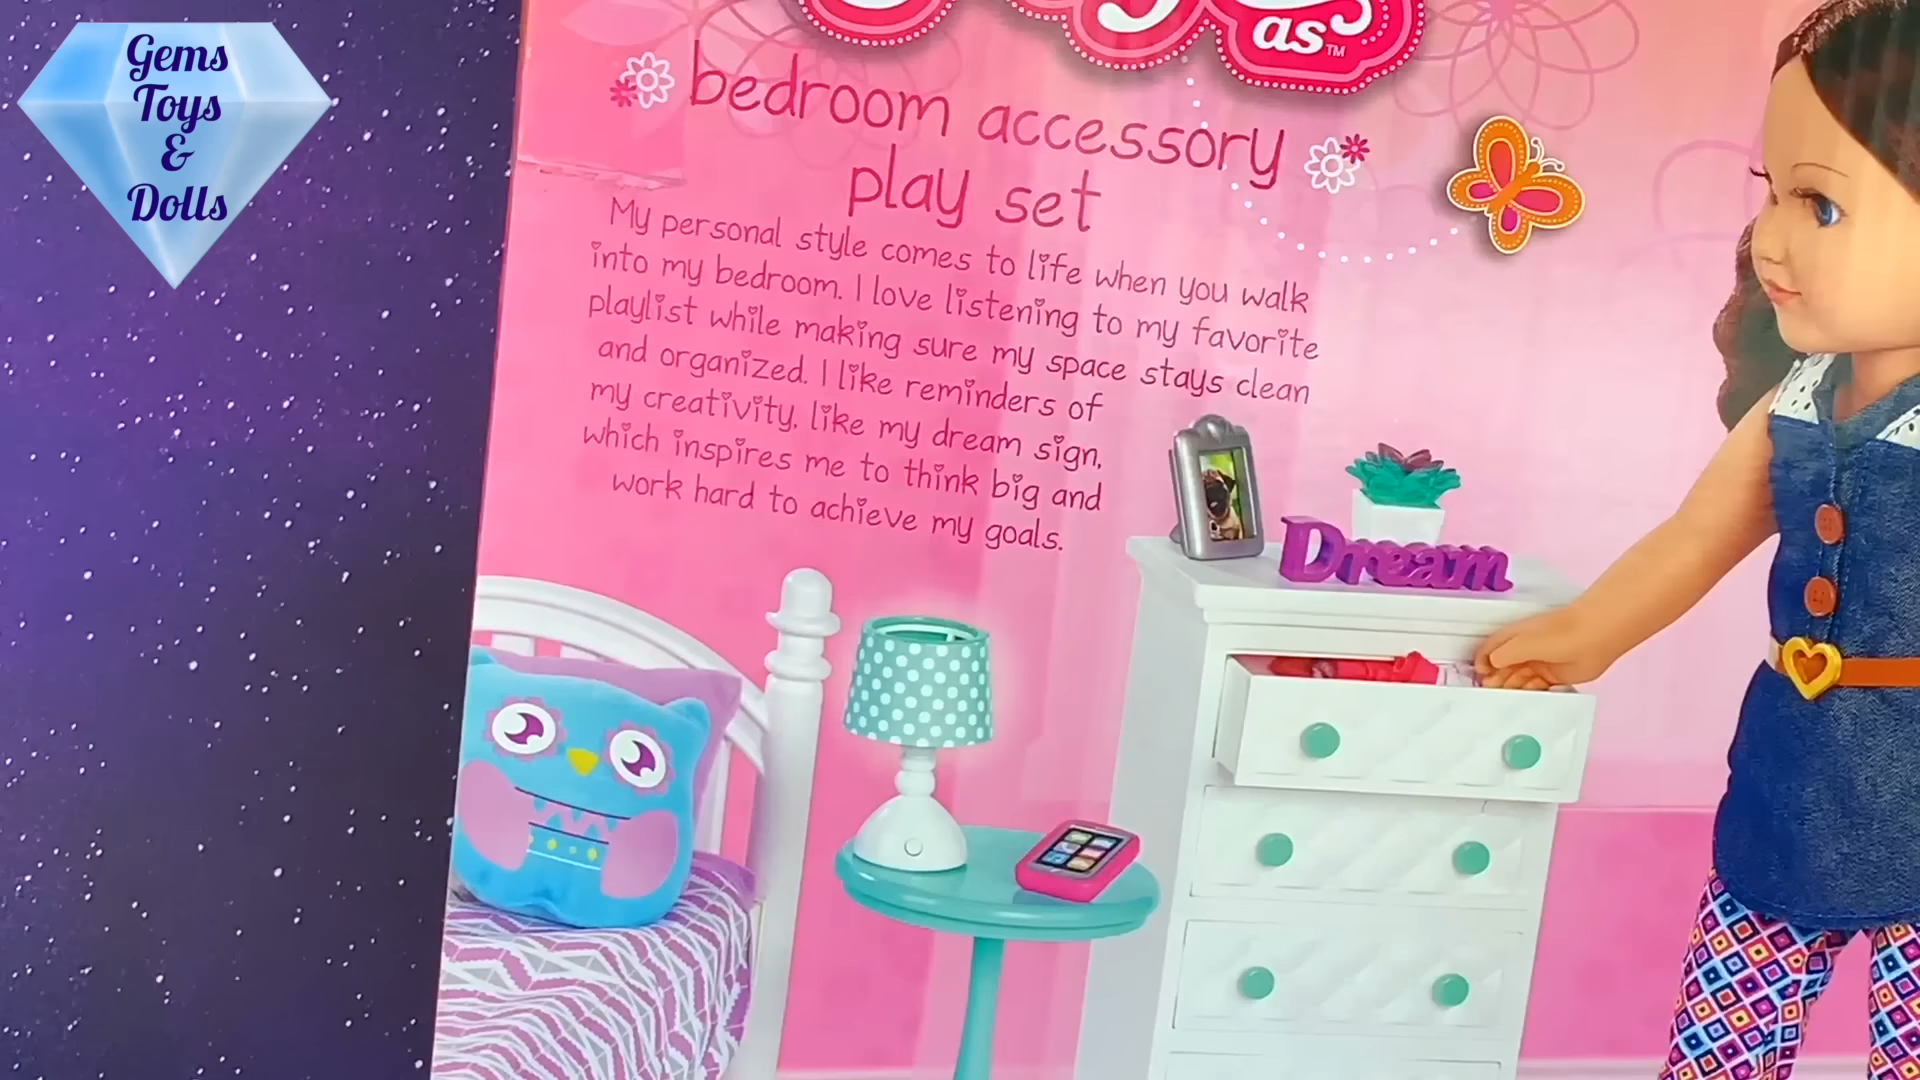 Gems
Toys
&
Dolls
as™
bedroom accessory
play set
My personal style comes to life when you walk
into my bedroom. I love listening to my favorite
playlist while making sure my space stays clean
and organized. I like reminders of
my creativity, like my dream sign,
which inspires me to think big and
work hard to achieve my goals.
Dream